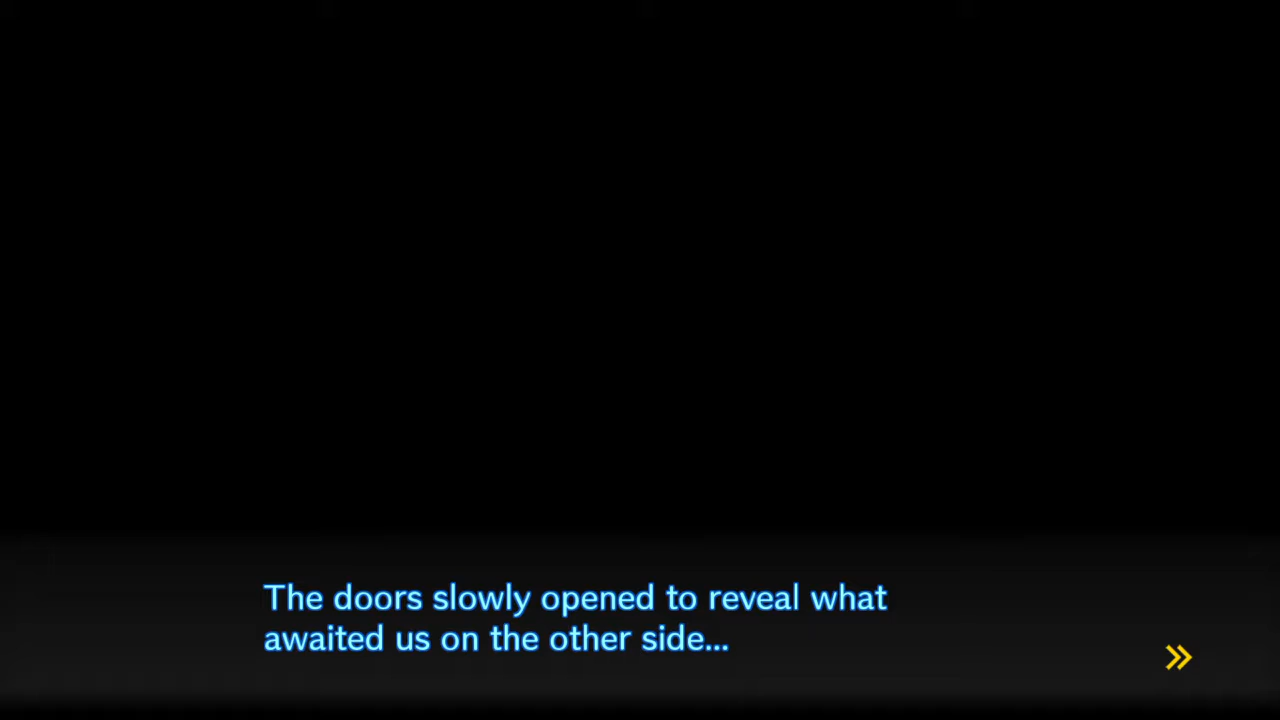 The doors slowly opened to reveal what
awaited us on the other side...